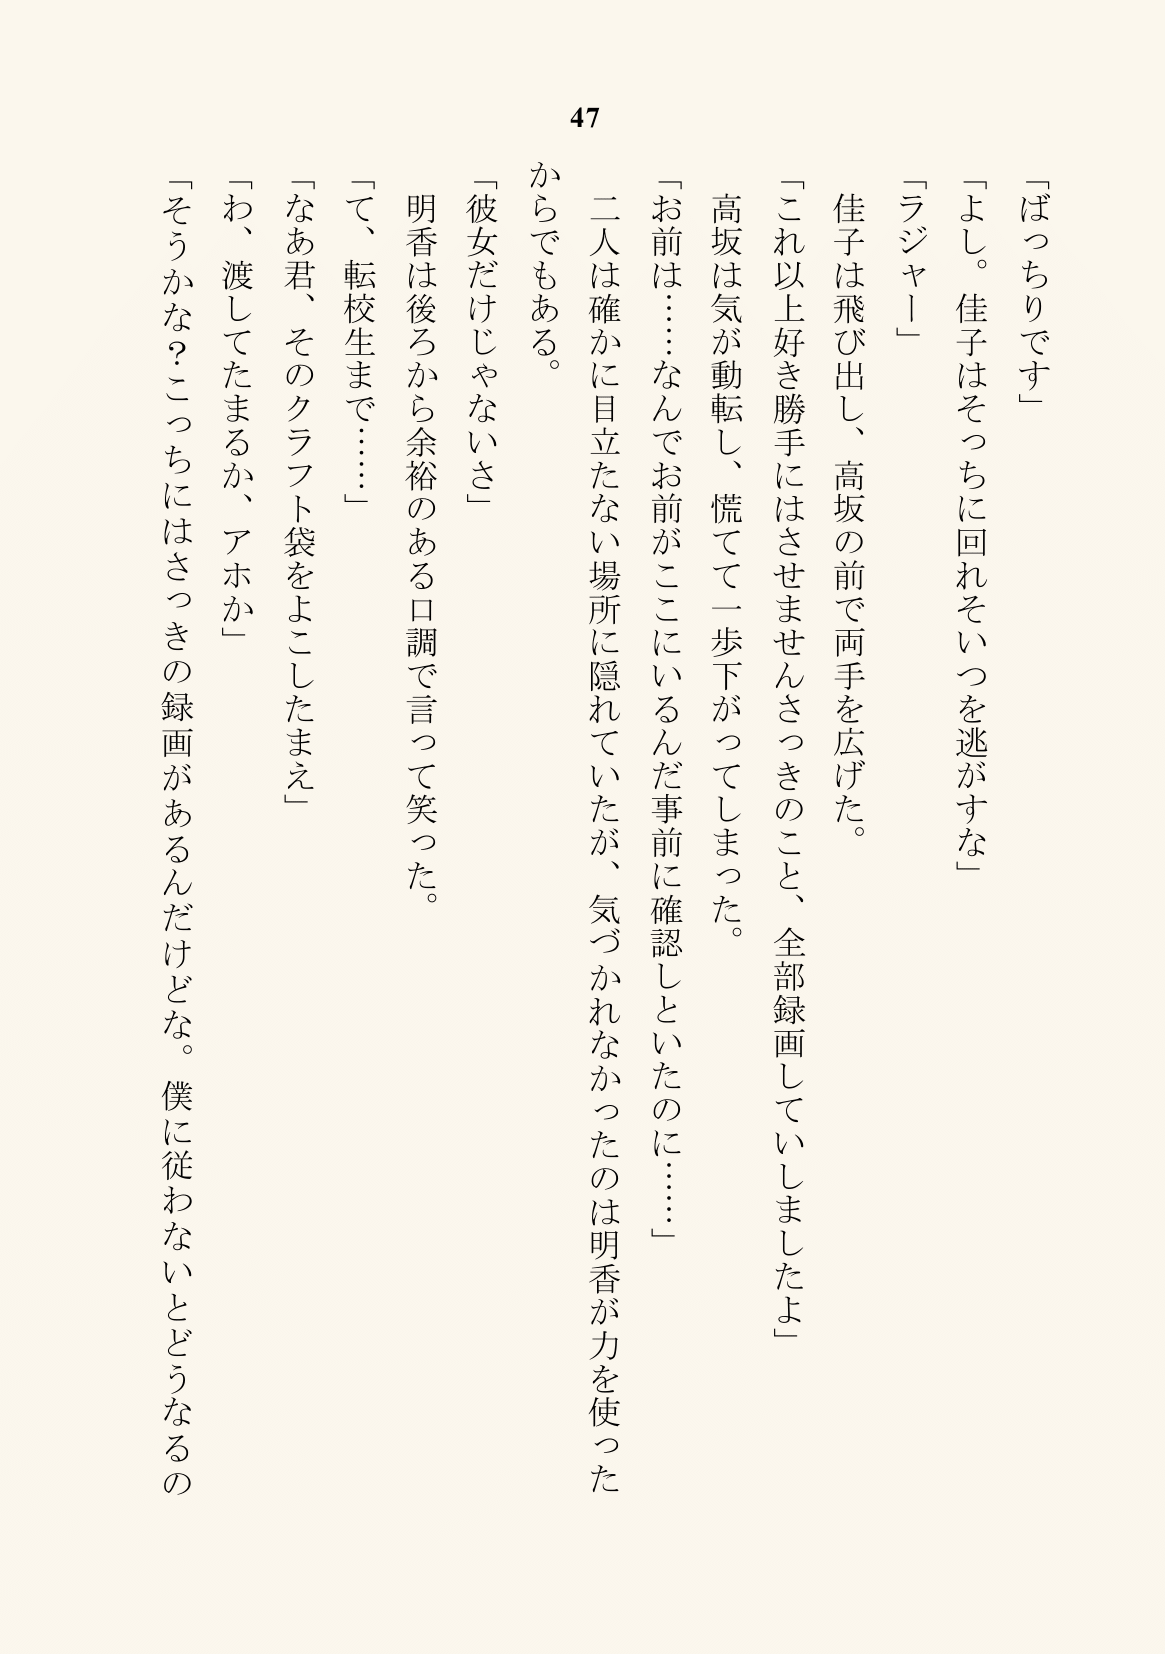 47
「ばっちりです」
「よし。佳子はそっちに回れそいつを逃がすな」
「ラジャー」
　佳子は飛び出し、高坂の前で両手を広げた。
「これ以上好き勝手にはさせませんさっきのこと、全部録画していしましたよ」
　高坂は気が動転し、慌てて一歩下がってしまった。
「お前は……なんでお前がここにいるんだ事前に確認しといたのに……」
　二人は確かに目立たない場所に隠れていたが、気づかれなかったのは明香が力を使った
からでもある。
「彼女だけじゃないさ」
　明香は後ろから余裕のある口調で言って笑った。
「て、転校生まで……」
「なあ君、そのクラフト袋をよこしたまえ」
「わ、渡してたまるか、アホか」
「そうかな？こっちにはさっきの録画があるんだけどな。僕に従わないとどうなるの